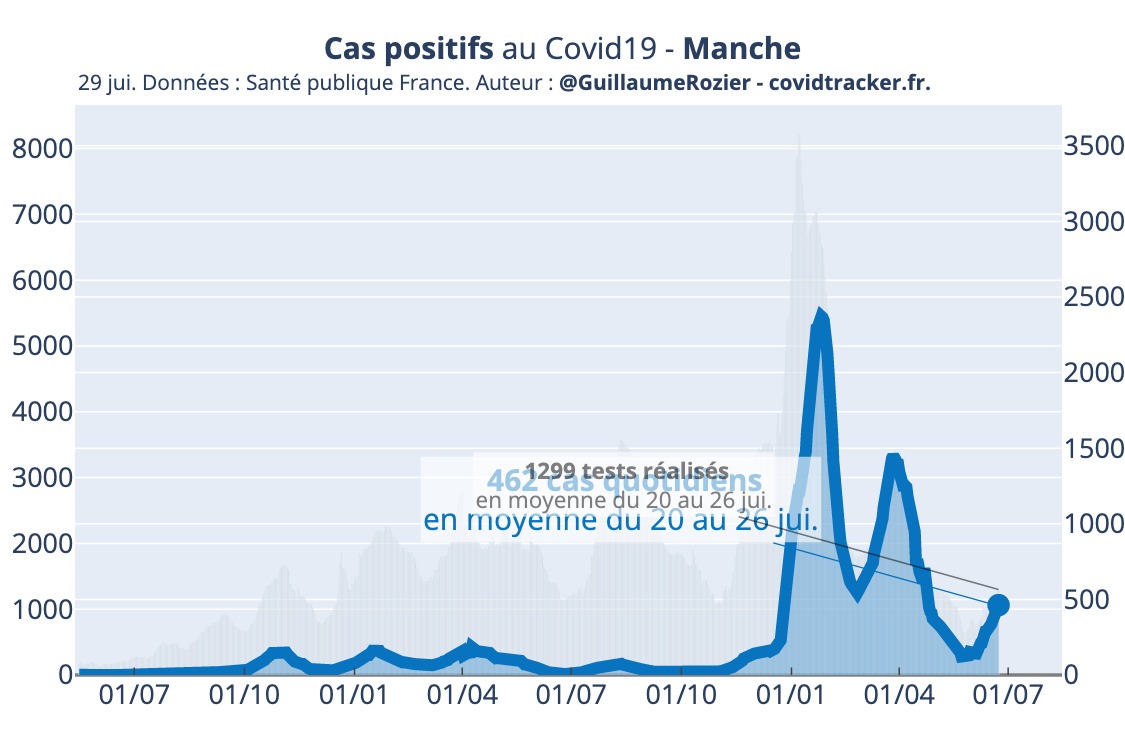 Cas positifs au Covid19 - Manche
29 jui. Données : Santé publique France. Auteur : @GuillaumeRozier - covidtracker.fr.
8000
7000
6000
5000
4000
3000
2000
1000
0
3500
3000
2500
2000
1500
1000
500
0
1299 tests réalisés
462 cas quotidiens
en moyenne du 20 au 26 jui.
en moyenne du 20 au 26 jui.
01/07 01/10 01/01 01/04 01/07 01/10 01/01 01/04 01/07